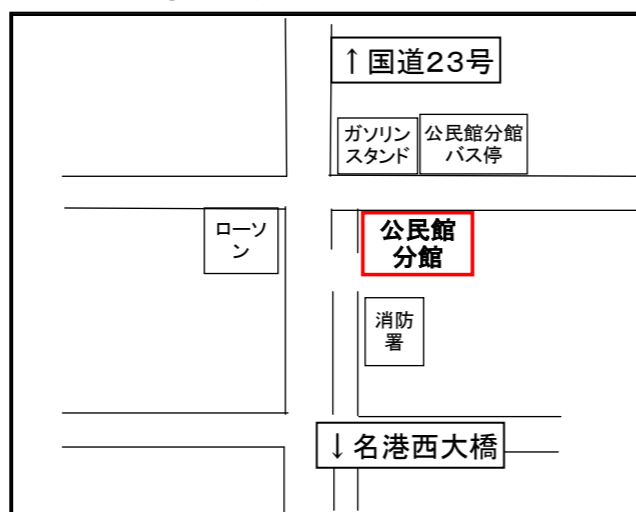 ↑国道23号
ガソリン
スタンド
公民館分館
バス停
ローソ
ン
公民館
分館
消防
署
↓名港西大橋